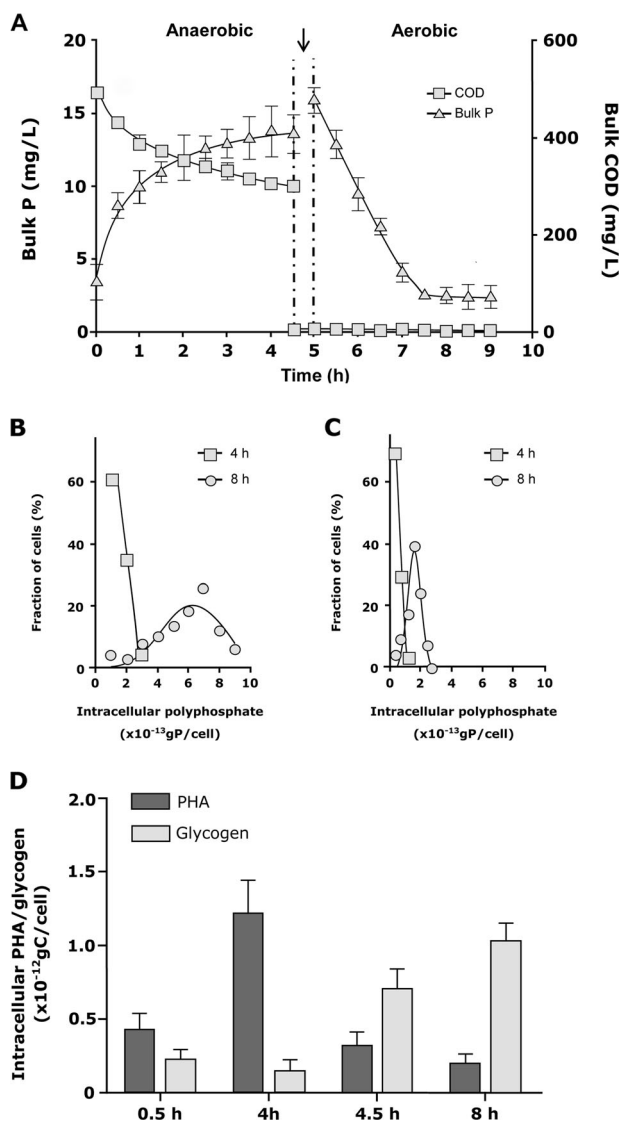 A
Anaerobic
Aerobic
20
15
10
5
0
Bulk P (mg/L)
600
400
200
0
Bulk COD (mg/L)
COD
Bulk P
0 1 2 3 4 5 6 7 8 9 10
Time (h)
B
4 h
8 h
60
40
20
0
Fraction of cells (%)
0 2 4 6 8 10
Intracellular polyphosphate
(x10⁻¹³gP/cell)
C
4 h
8 h
60
40
20
0
Fraction of cells (%)
0 2 4 6 8 10
Intracellular polyphosphate
(x10⁻¹³gP/cell)
D
PHA
Glycogen
2.0
1.5
1.0
0.5
0
Intracellular PHA/glycogen
(x10⁻¹²gC/cell)
0.5 h 4h 4.5 h 8 h